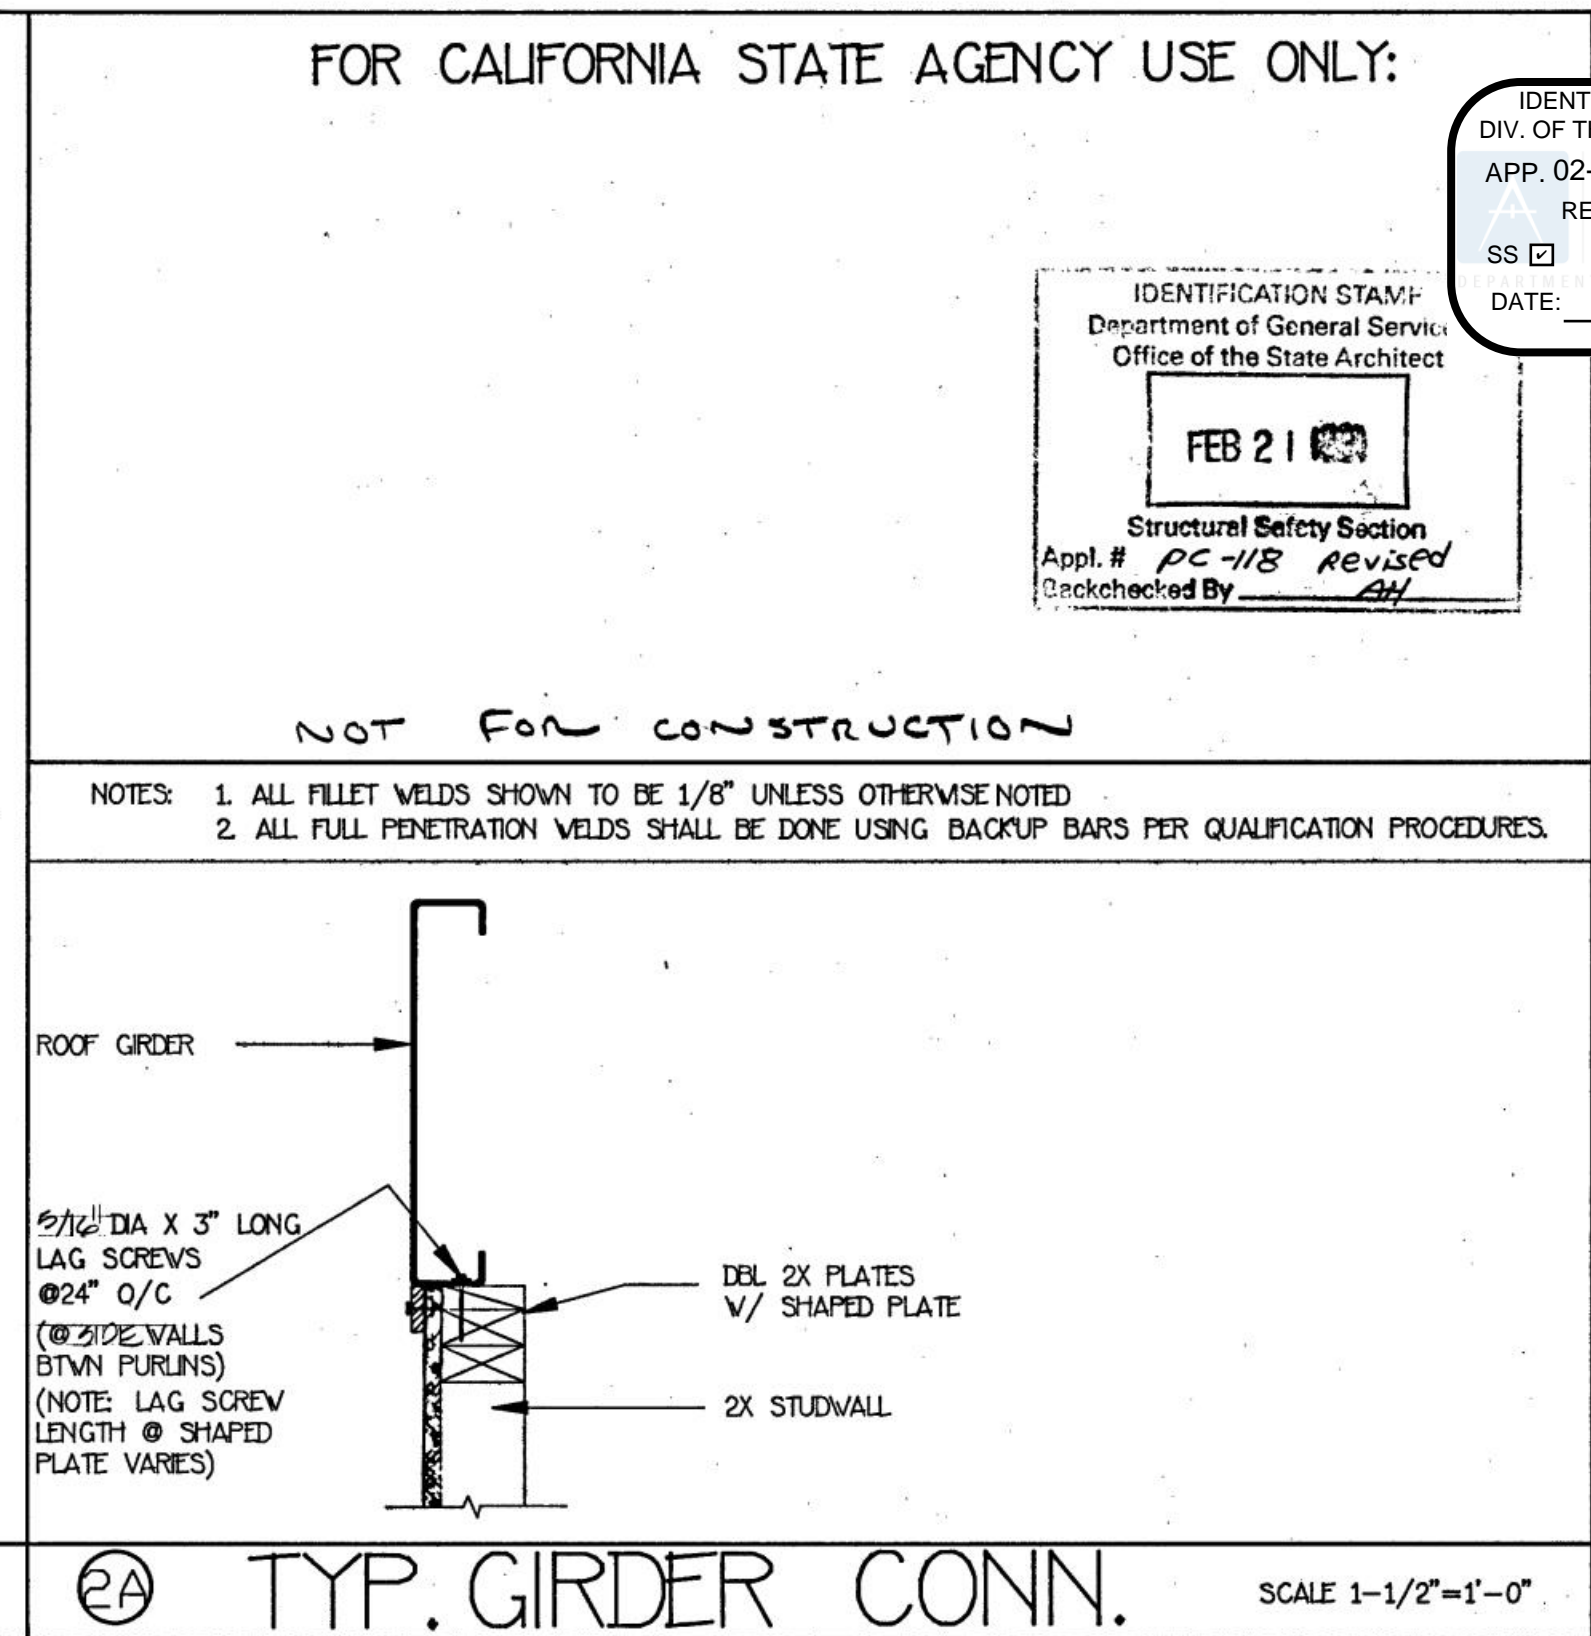 FOR CALIFORNIA STATE AGENCY USE ONLY:
IDENT
DIV. OF
APP. 02-
RE
SS ☑
DATE:
DEPARTMEN
IDENTIFICATION STAMP
Department of General Servic
Office of the State Architect
FEB 21
Structural Safety Section
Appl. # PC-118 Revised
Backchecked By AH
NOT FOR CONSTRUCTION
NOTES: 1. ALL FILLET WELDS SHOWN TO BE 1/8" UNLESS OTHERWISE NOTED
2. ALL FULL PENETRATION WELDS SHALL BE DONE USING BACK'UP BARS PER QUALIFICATION PROCEDURES.
ROOF GIRDER
5/16" DIA X 3" LONG
LAG SCREWS
@24" O/C
(@ SIDE WALLS
BTWN PURLINS)
(NOTE: LAG SCREW
LENGTH @ SHAPED
PLATE VARIES)
DBL 2X PLATES
W/ SHAPED PLATE
2X STUDWALL
2A TYP. GIRDER CONN. SCALE 1-1/2"=1'-0"